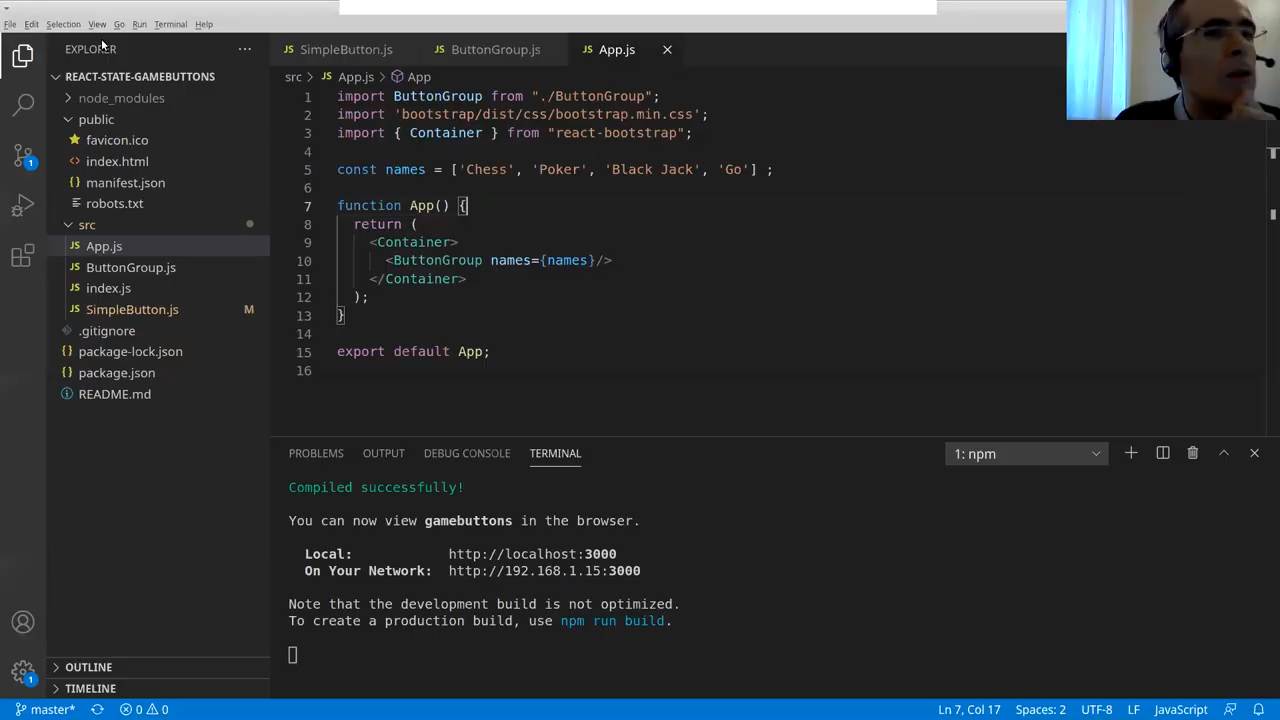 File Edit Selection View Go Run Terminal Help
EXPLORER
REACT-STATE-GAMEBUTTONS
node_modules
public
favicon.ico
<> index.html
{} manifest.json
robots.txt
src
JS App.js
JS ButtonGroup.js
JS index.js
JS SimpleButton.js M
.gitignore
{} package-lock.json
{} package.json
README.md
OUTLINE
TIMELINE
1
1
JS SimpleButton.js JS ButtonGroup.js JS App.js
src > JS App.js > App
1 import ButtonGroup from "./ButtonGroup";
2 import 'bootstrap/dist/css/bootstrap.min.css';
3 import { Container } from "react-bootstrap";
4
5 const names = ['Chess', 'Poker', 'Black Jack', 'Go'] ;
6
7 function App() {
8 return (
9 <Container>
10 <ButtonGroup names={names}/>
11 </Container>
12 );
13 }
14
15 export default App;
16
PROBLEMS OUTPUT DEBUG CONSOLE TERMINAL 1: npm
Compiled successfully!
You can now view gamebuttons in the browser.
Local: http://localhost:3000
On Your Network: http://192.168.1.15:3000
Note that the development build is not optimized.
To create a production build, use npm run build.
master* 0 0 Ln 7, Col 17 Spaces: 2 UTF-8 LF JavaScript